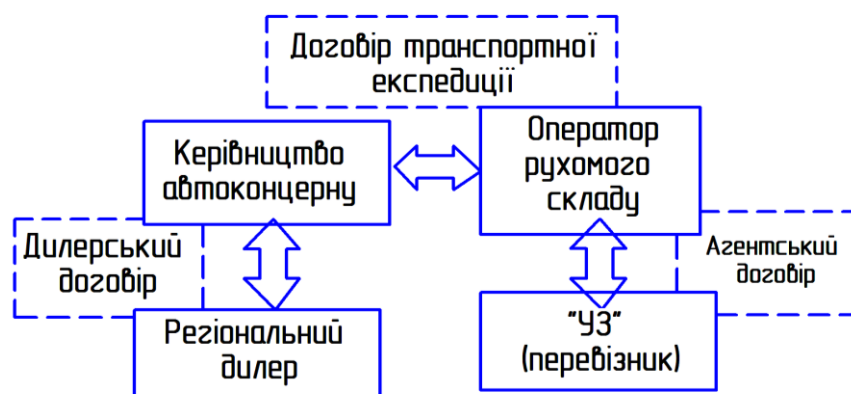 Договір транспортної
експедиції
Керівництво
автоконцерну
Оператор
рухомого
складу
Дилерський
договір
Агентський
договір
Регіональний
дилер
"УЗ"
(перевізник)